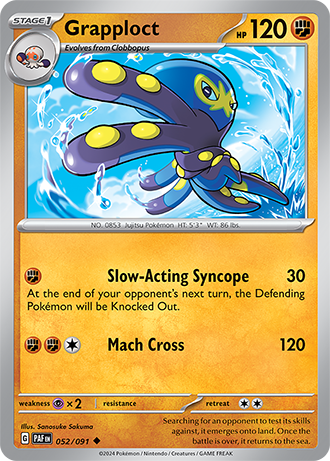 STAGE1 Grapploct HP 120
Evolves from Clobbopus
NO. 0853 Jujitsu Pokémon HT: 5'3" WT: 86 lbs.
Slow-Acting Syncope 30
At the end of your opponent's next turn, the Defending
Pokémon will be Knocked Out.
Mach Cross 120
weakness ×2 resistance retreat
Illus. Sanosuke Sakuma
Searching for an opponent to test its skills
against, it emerges onto land. Once the
battle is over, it returns to the sea.
G PAF EN 052/091
©2024 Pokémon / Nintendo / Creatures / GAME FREAK